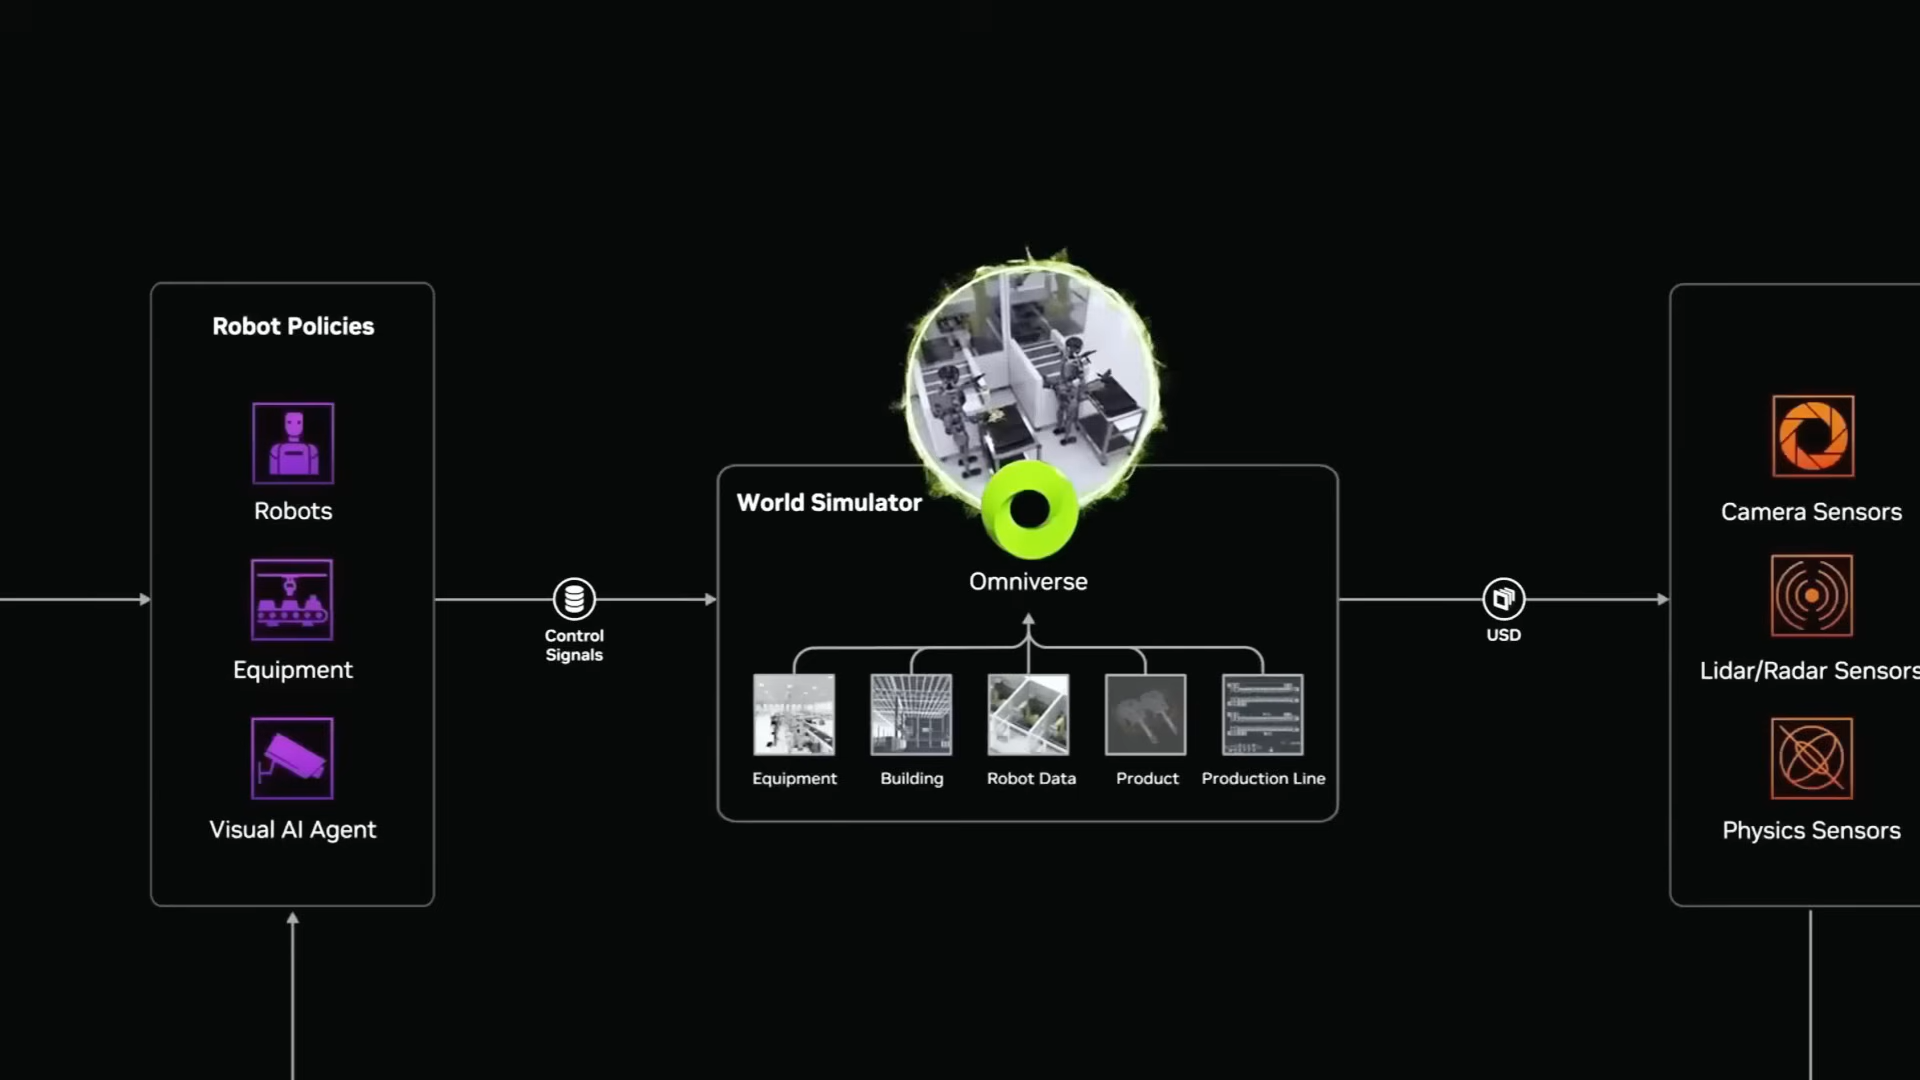 Robot Policies
Robots
Equipment
Visual AI Agent
Control
Signals
World Simulator
Omniverse
Equipment
Building
Robot Data
Product
Production Line
USD
Camera Sensors
Lidar/Radar Sensors
Physics Sensors